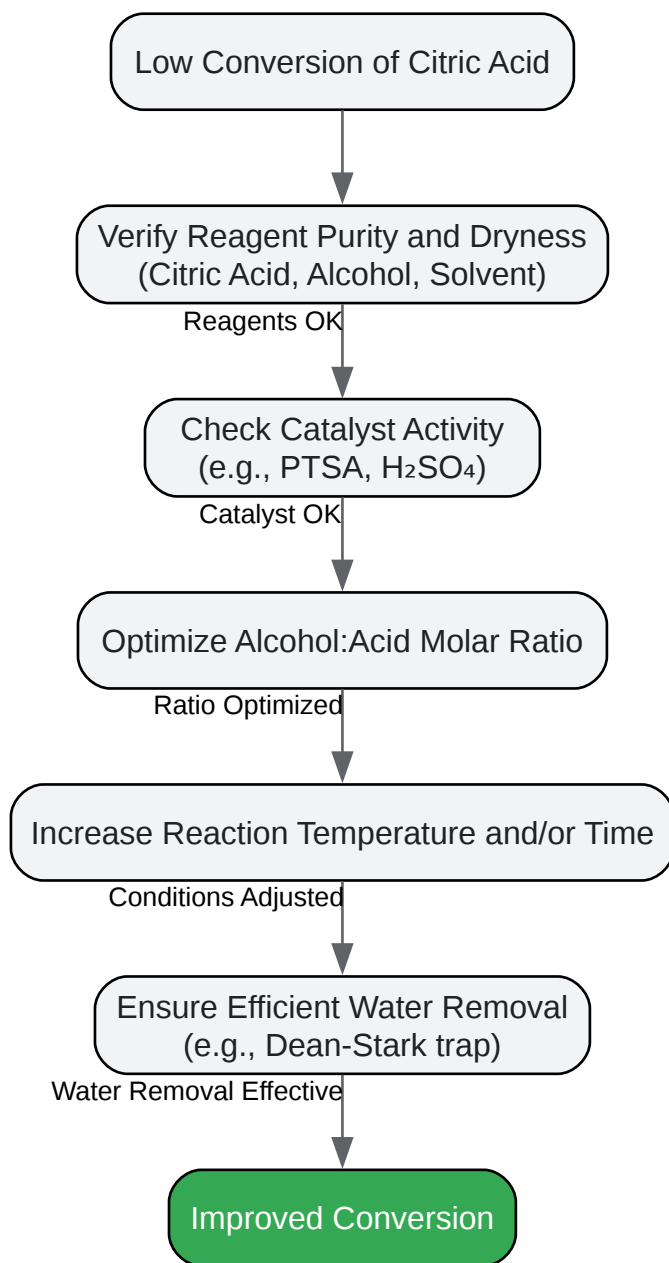 Low Conversion of Citric Acid
Verify Reagent Purity and Dryness
(Citric Acid, Alcohol, Solvent)
Reagents OK
Check Catalyst Activity
(e.g., PTSA, H₂SO₄)
Catalyst OK
Optimize Alcohol:Acid Molar Ratio
Ratio Optimized
Increase Reaction Temperature and/or Time
Conditions Adjusted
Ensure Efficient Water Removal
(e.g., Dean-Stark trap)
Water Removal Effective
Improved Conversion